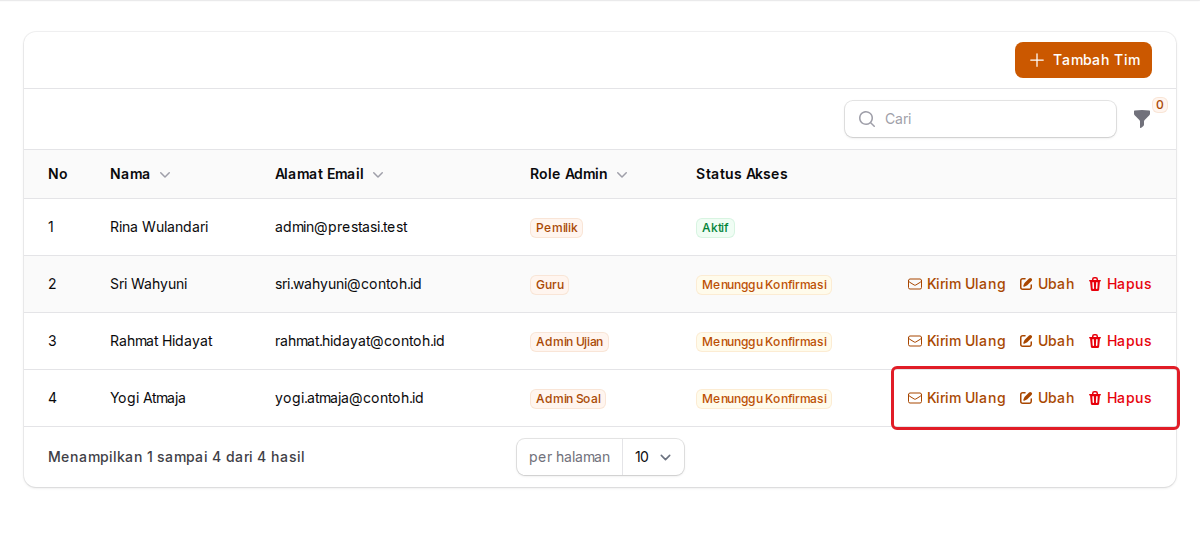 Tambah Tim
Cari
0
No Nama Alamat Email Role Admin Status Akses
1 Rina Wulandari admin@prestasi.test Pemilik Aktif
2 Sri Wahyuni sri.wahyuni@contoh.id Guru Menunggu Konfirmasi Kirim Ulang Ubah Hapus
3 Rahmat Hidayat rahmat.hidayat@contoh.id Admin Ujian Menunggu Konfirmasi Kirim Ulang Ubah Hapus
4 Yogi Atmaja yogi.atmaja@contoh.id Admin Soal Menunggu Konfirmasi Kirim Ulang Ubah Hapus
Menampilkan 1 sampai 4 dari 4 hasil per halaman 10